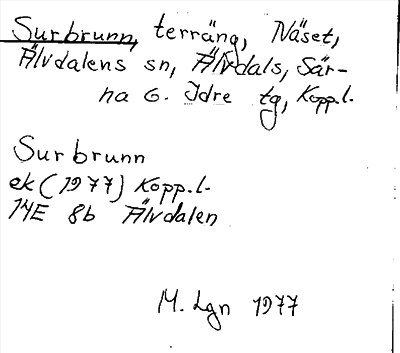 Surbrunn, terräng, Näset,
Älvdalens sn, Älvdals, Sär-
na o. Idre tg, Kopp.l.
Surbrunn
ek (1977) Kopp.l.
14E 8b Älvdalen
M. Lgn 1977